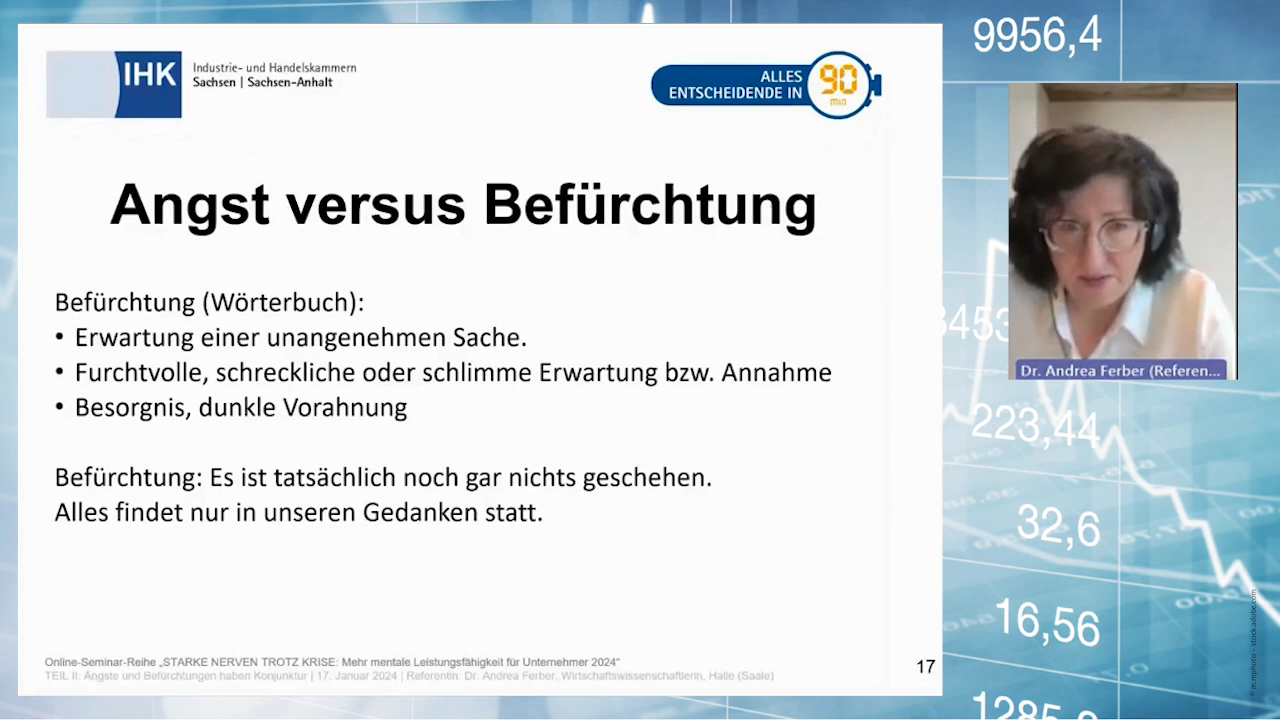 IHK
Industrie- und Handelskammern
Sachsen | Sachsen-Anhalt
ALLES
ENTSCHEIDENDE IN
90
min
Angst versus Befürchtung
Befürchtung (Wörterbuch):
• Erwartung einer unangenehmen Sache.
• Furchtvolle, schreckliche oder schlimme Erwartung bzw. Annahme
• Besorgnis, dunkle Vorahnung
Befürchtung: Es ist tatsächlich noch gar nichts geschehen.
Alles findet nur in unseren Gedanken statt.
Online-Seminar-Reihe „STARKE NERVEN TROTZ KRISE: Mehr mentale Leistungsfähigkeit für Unternehmer 2024“
TEIL II: Ängste und Befürchtungen haben Konjunktur | 17. Januar 2024 | Referentin: Dr. Andrea Ferber, Wirtschaftswissenschaftlerin, Halle (Saale)
17
9956,4
Dr. Andrea Ferber (Referen...
223,44
32,6
16,56